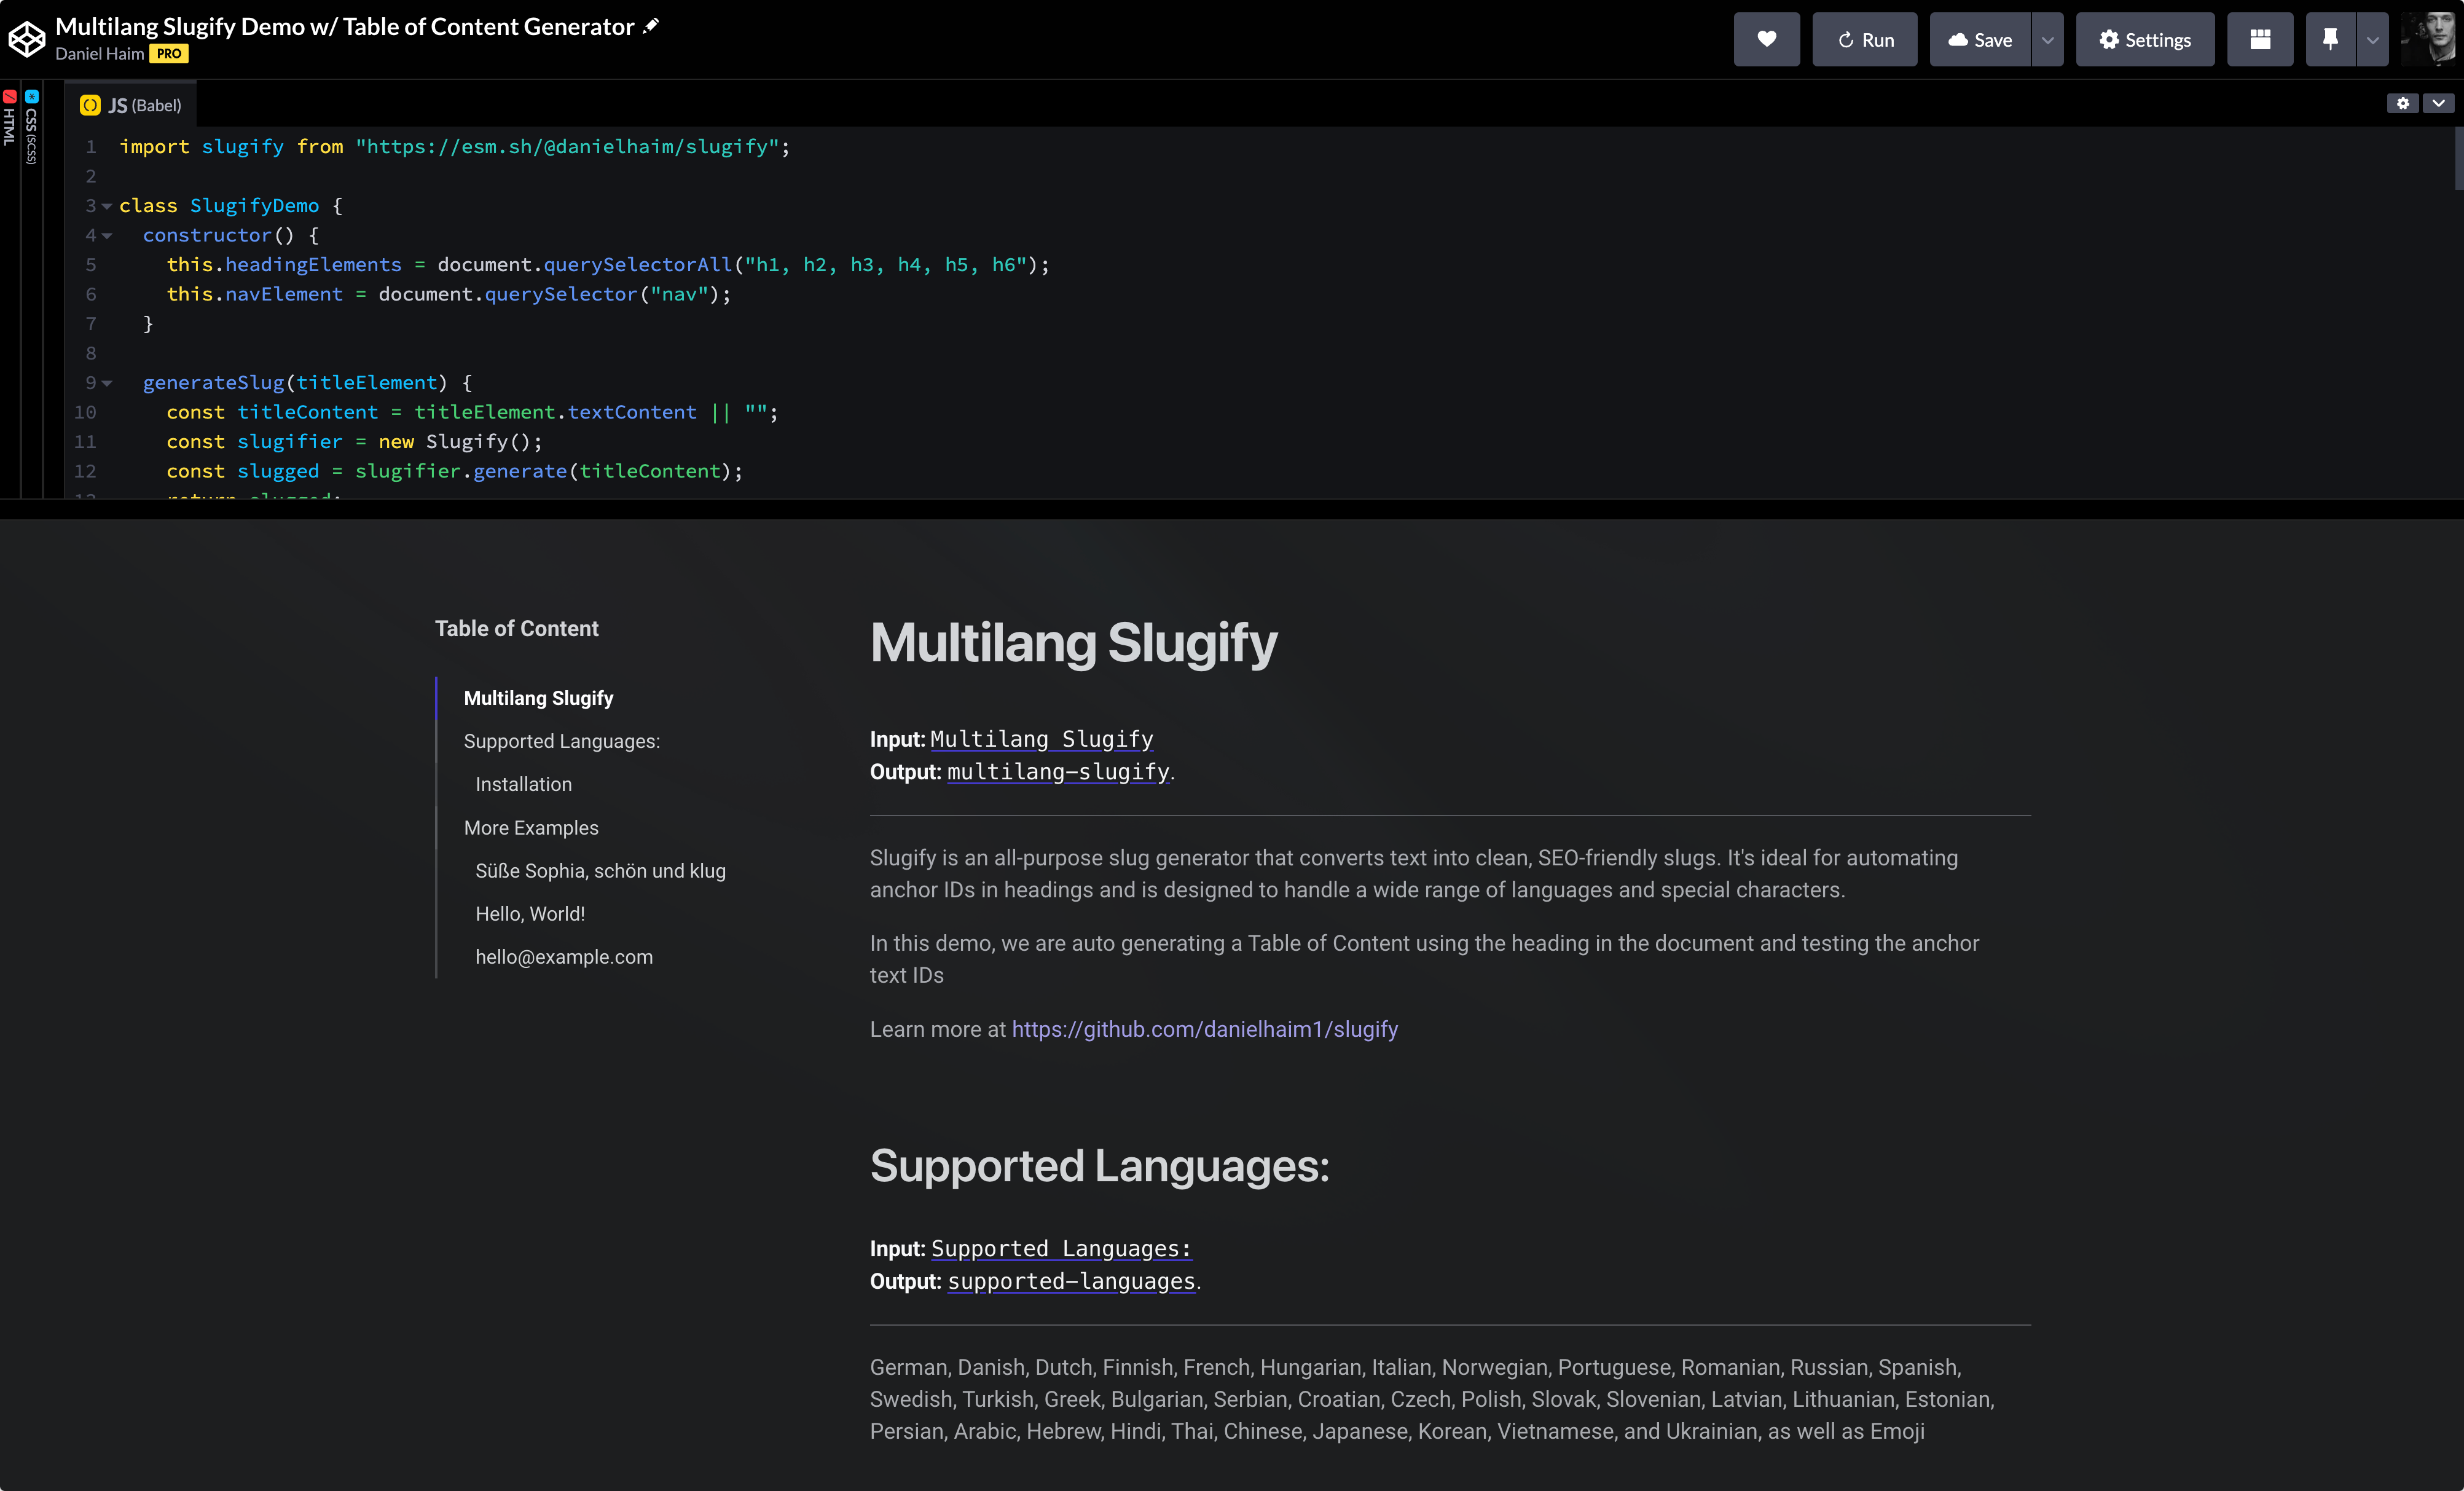 Multilang Slugify Demo w/ Table of Content Generator
Daniel Haim PRO
Run
Save
Settings
HTML
CSS (SCSS)
JS (Babel)
1 import slugify from "https://esm.sh/@danielhaim/slugify";
2
3 class SlugifyDemo {
4 constructor() {
5 this.headingElements = document.querySelectorAll("h1, h2, h3, h4, h5, h6");
6 this.navElement = document.querySelector("nav");
7 }
8
9 generateSlug(titleElement) {
10 const titleContent = titleElement.textContent || "";
11 const slugifier = new Slugify();
12 const slugged = slugifier.generate(titleContent);
13 return slugged;
Table of Content
Multilang Slugify
Supported Languages:
Installation
More Examples
Süße Sophia, schön und klug
Hello, World!
hello@example.com
Multilang Slugify
Input: Multilang Slugify
Output: multilang-slugify.
Slugify is an all-purpose slug generator that converts text into clean, SEO-friendly slugs. It's ideal for automating
anchor IDs in headings and is designed to handle a wide range of languages and special characters.
In this demo, we are auto generating a Table of Content using the heading in the document and testing the anchor
text IDs
Learn more at https://github.com/danielhaim1/slugify
Supported Languages:
Input: Supported Languages:
Output: supported-languages.
German, Danish, Dutch, Finnish, French, Hungarian, Italian, Norwegian, Portuguese, Romanian, Russian, Spanish,
Swedish, Turkish, Greek, Bulgarian, Serbian, Croatian, Czech, Polish, Slovak, Slovenian, Latvian, Lithuanian, Estonian,
Persian, Arabic, Hebrew, Hindi, Thai, Chinese, Japanese, Korean, Vietnamese, and Ukrainian, as well as Emoji